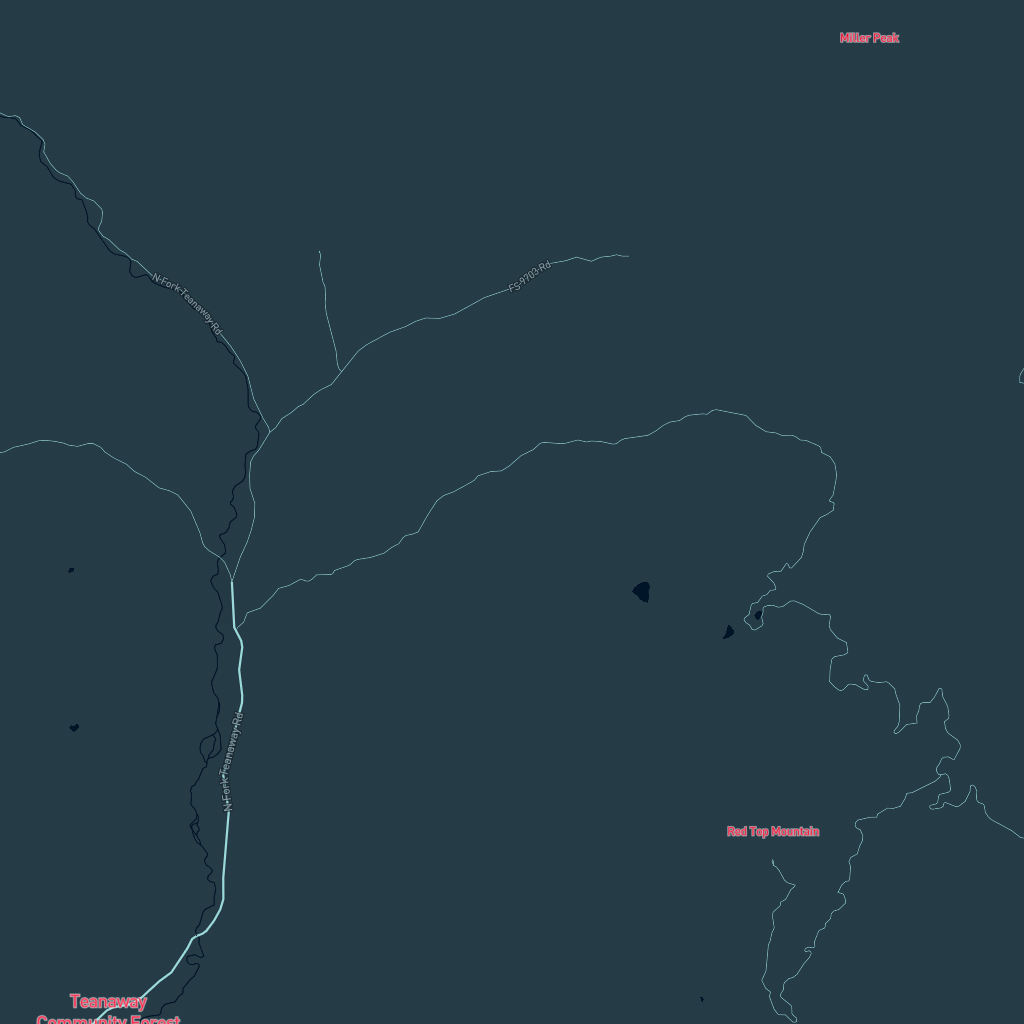 Miller Peak
FS 9703 Rd
N Fork Teanaway Rd
N Fork Teanaway Rd
Red Top Mountain
Teanaway
Community Forest